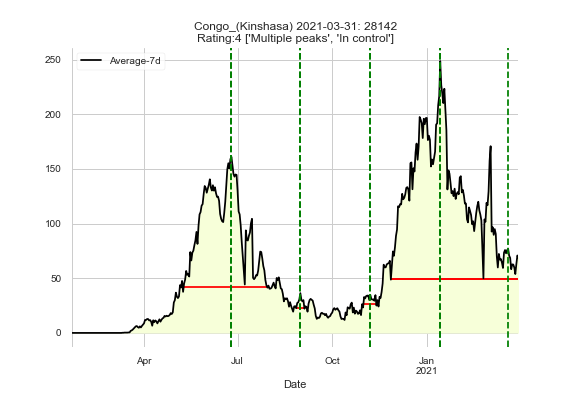 Congo_(Kinshasa) 2021-03-31: 28142
Rating:4 ['Multiple peaks', 'In control']
Average-7d
250
200
150
100
50
0
Apr
Jul
Oct
Jan
2021
Date